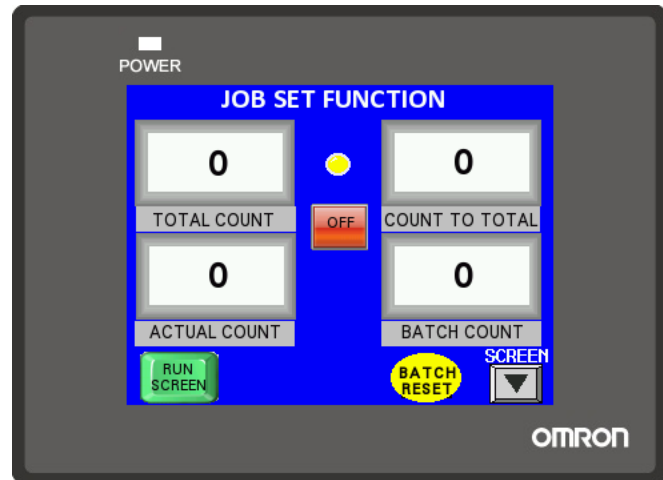 POWER
JOB SET FUNCTION
0
0
TOTAL COUNT
OFF
COUNT TO TOTAL
0
0
ACTUAL COUNT
BATCH COUNT
RUN
SCREEN
BATCH
RESET
SCREEN
OMRON